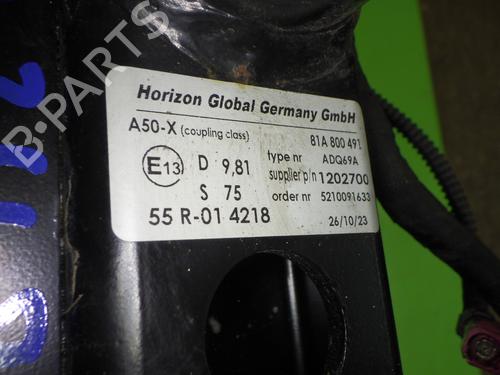 Horizon Global Germany GmbH
A50-X (coupling class) 81A 800 491
E13 D 9,81 type nr ADQ69A
S 75 supplier p/n 1202700
order nr 5210091633
55 R-01 4218 26/10/23
B-PARTS